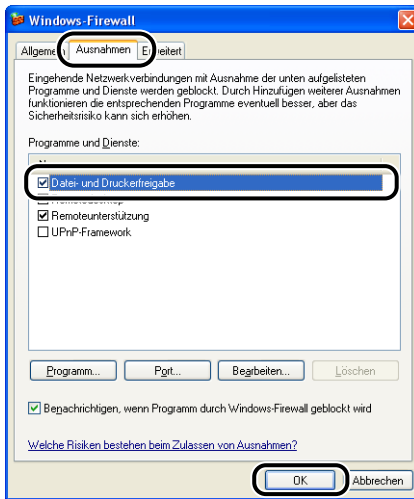 Windows-Firewall
Ausnahmen
Eingehende Netzwerkverbindungen mit Ausnahme der unten aufgelisteten
Programme und Dienste werden geblockt. Durch Hinzufügen weiterer Ausnahmen
funktionieren die entsprechenden Programme eventuell besser, aber das
Sicherheitsrisiko kann sich erhöhen.
Programme und Dienste:
Datei- und Druckerfreigabe
Remoteunterstützung
UPnP-Framework
Programm... Port... Bearbeiten... Löschen
Benachrichtigen, wenn Programm durch Windows-Firewall geblockt wird
Welche Risiken bestehen beim Zulassen von Ausnahmen?
OK Abbrechen